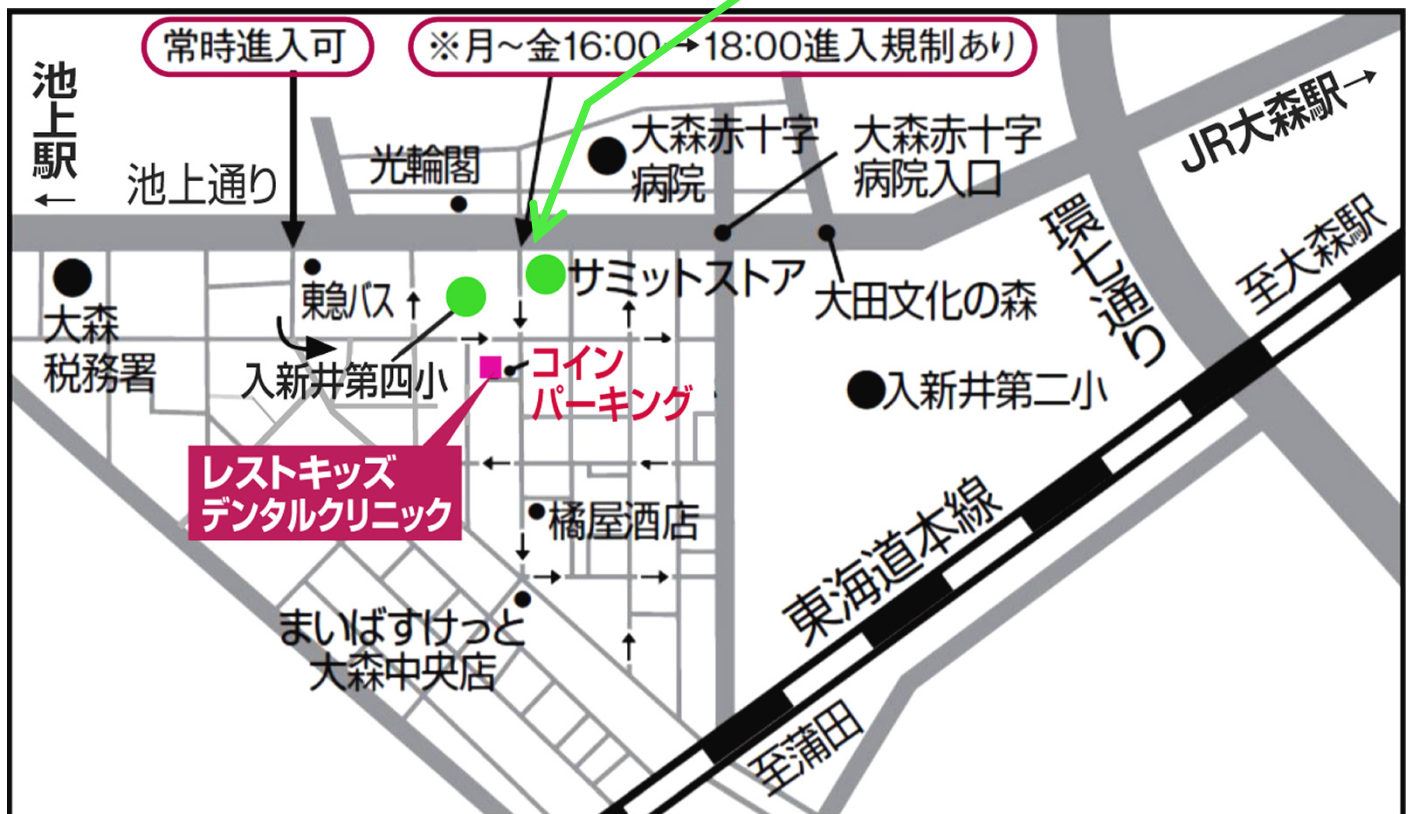 常時進入可
※月～金16:00→18:00進入規制あり
池上駅
←
池上通り
光輪閣
大森赤十字
病院
大森赤十字
病院入口
JR大森駅→
環七通り
至大森駅
大森
税務署
東急バス
サミットストア
大田文化の森
入新井第四小
コイン
パーキング
入新井第二小
レストキッズ
デンタルクリニック
橘屋酒店
東海道本線
まいばすけっと
大森中央店
至蒲田